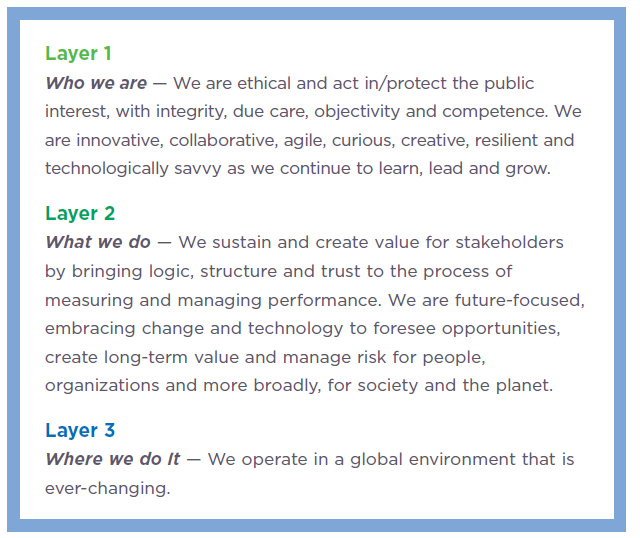 Layer 1
Who we are — We are ethical and act in/protect the public
interest, with integrity, due care, objectivity and competence. We
are innovative, collaborative, agile, curious, creative, resilient and
technologically savvy as we continue to learn, lead and grow.
Layer 2
What we do — We sustain and create value for stakeholders
by bringing logic, structure and trust to the process of
measuring and managing performance. We are future-focused,
embracing change and technology to foresee opportunities,
create long-term value and manage risk for people,
organizations and more broadly, for society and the planet.
Layer 3
Where we do It — We operate in a global environment that is
ever-changing.